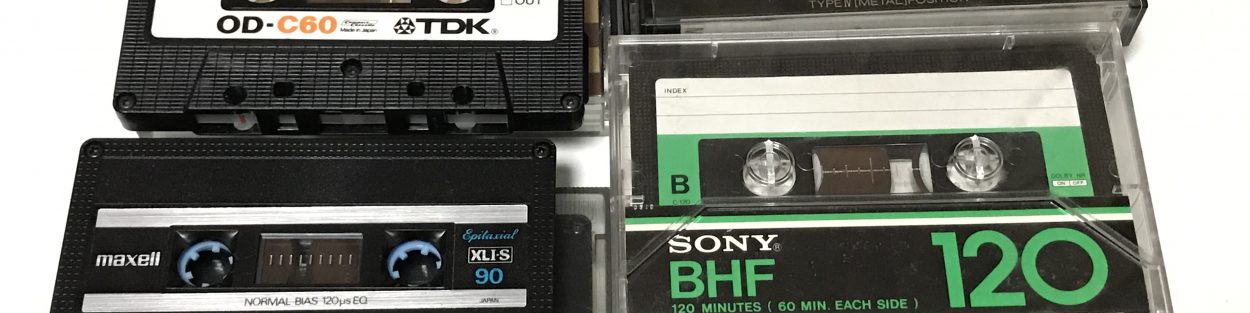 OUT
OD-C60 Made in Japan TDK®
TYPE IV [METAL] POSITION
INDEX
B
C-120
DOLBY NR
ON OFF
SONY®
BHF
120
120 MINUTES ( 60 MIN. EACH SIDE )
maxell
Epitaxial
XLI-S
90
NORMAL BIAS 120μs EQ
JAPAN